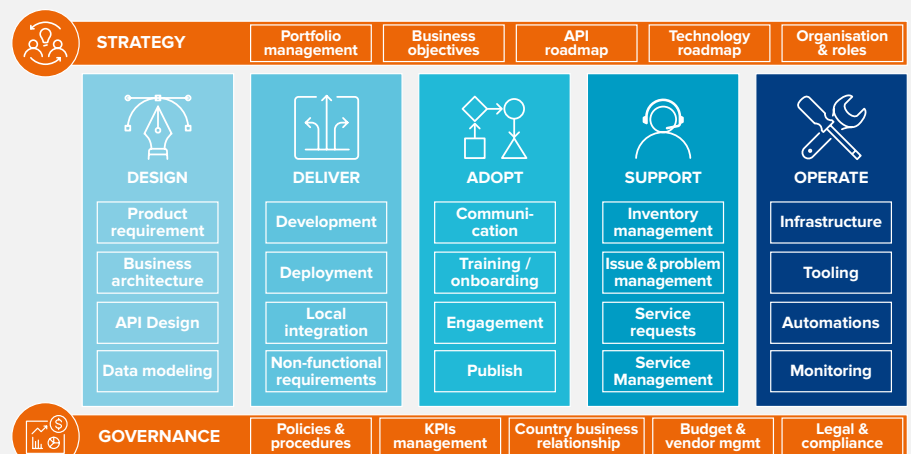 STRATEGY
Portfolio
management
Business
objectives
API
roadmap
Technology
roadmap
Organisation
& roles
DESIGN
Product
requirement
Business
architecture
API Design
Data modeling
DELIVER
Development
Deployment
Local
integration
Non-functional
requirements
ADOPT
Communi-
cation
Training /
onboarding
Engagement
Publish
SUPPORT
Inventory
management
Issue & problem
management
Service
requests
Service
Management
OPERATE
Infrastructure
Tooling
Automations
Monitoring
GOVERNANCE
Policies &
procedures
KPIs
management
Country business
relationship
Budget &
vendor mgmt
Legal &
compliance